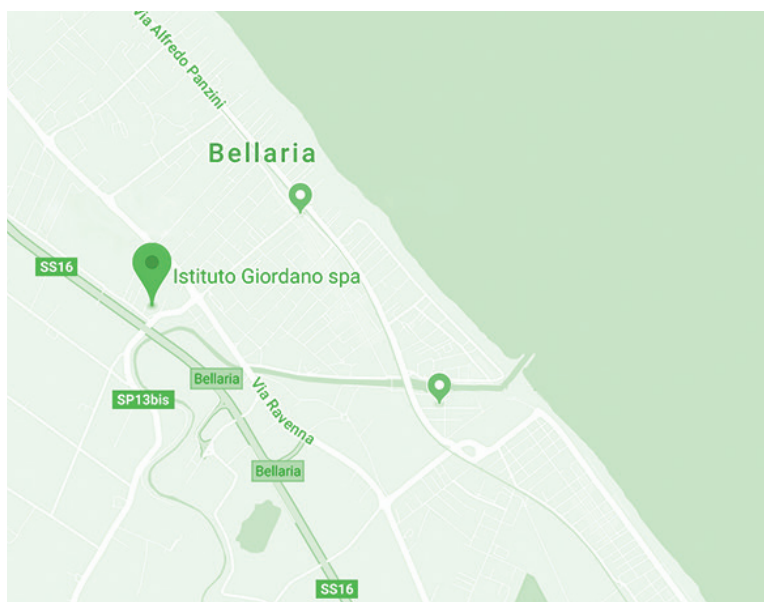 Via Alfredo Panzini
Bellaria
SS16
Istituto Giordano spa
Bellaria
SP13bis
Via Ravenna
Bellaria
SS16